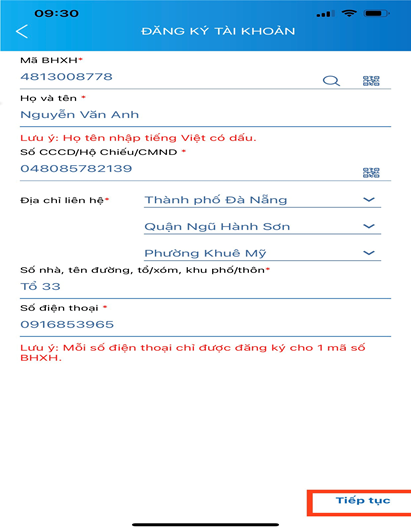 09:30
ĐĂNG KÝ TÀI KHOẢN
Mã BHXH*
4813008778
Họ và tên *
Nguyễn Văn Anh
Lưu ý: Họ tên nhập tiếng Việt có dấu.
Số CCCD/Hộ Chiếu/CMND *
048085782139
Địa chỉ liên hệ*
Thành phố Đà Nẵng
Quận Ngũ Hành Sơn
Phường Khuê Mỹ
Số nhà, tên đường, tổ/xóm, khu phố/thôn*
Tổ 33
Số điện thoại *
0916853965
Lưu ý: Mỗi số điện thoại chỉ được đăng ký cho 1 mã số
BHXH.
Tiếp tục